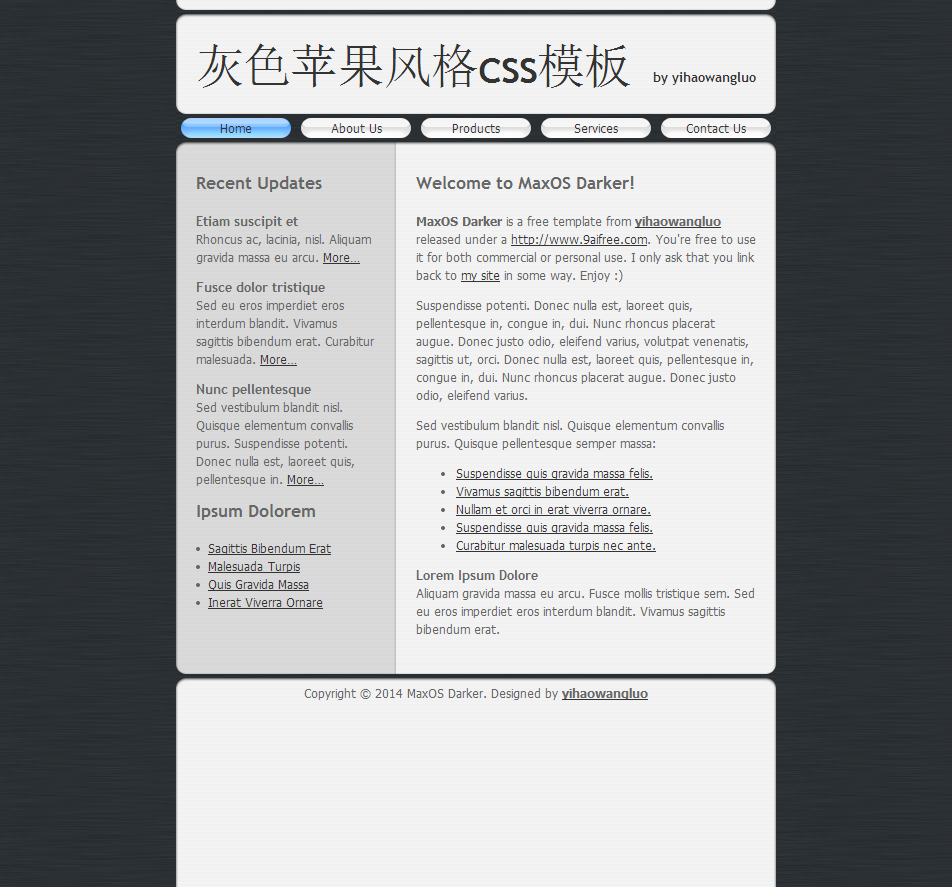 灰色苹果风格css模板 by yihaowangluo
Home About Us Products Services Contact Us
Recent Updates
Etiam suscipit et
Rhoncus ac, lacinia, nisl. Aliquam
gravida massa eu arcu. More...
Fusce dolor tristique
Sed eu eros imperdiet eros
interdum blandit. Vivamus
sagittis bibendum erat. Curabitur
malesuada. More...
Nunc pellentesque
Sed vestibulum blandit nisl.
Quisque elementum convallis
purus. Suspendisse potenti.
Donec nulla est, laoreet quis,
pellentesque in. More...
Ipsum Dolorem
• Sagittis Bibendum Erat
• Malesuada Turpis
• Quis Gravida Massa
• Inerat Viverra Ornare
Welcome to MaxOS Darker!
MaxOS Darker is a free template from yihaowangluo
released under a http://www.9aifree.com. You're free to use
it for both commercial or personal use. I only ask that you link
back to my site in some way. Enjoy :)
Suspendisse potenti. Donec nulla est, laoreet quis,
pellentesque in, congue in, dui. Nunc rhoncus placerat
augue. Donec justo odio, eleifend varius, volutpat venenatis,
sagittis ut, orci. Donec nulla est, laoreet quis, pellentesque in,
congue in, dui. Nunc rhoncus placerat augue. Donec justo
odio, eleifend varius.
Sed vestibulum blandit nisl. Quisque elementum convallis
purus. Quisque pellentesque semper massa:
• Suspendisse quis gravida massa felis.
• Vivamus sagittis bibendum erat.
• Nullam et orci in erat viverra ornare.
• Suspendisse quis gravida massa felis.
• Curabitur malesuada turpis nec ante.
Lorem Ipsum Dolore
Aliquam gravida massa eu arcu. Fusce mollis tristique sem. Sed
eu eros imperdiet eros interdum blandit. Vivamus sagittis
bibendum erat.
Copyright © 2014 MaxOS Darker. Designed by yihaowangluo